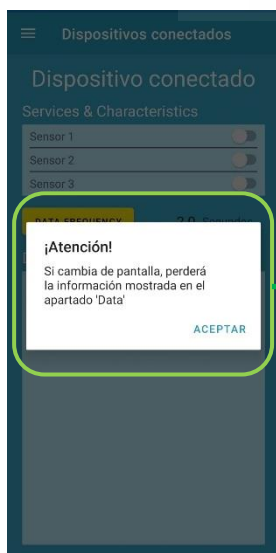 Dispositivos conectados
Dispositivo conectado
Services & Characteristics
Sensor 1
Sensor 2
Sensor 3
DATA FREQUENCY 2.0 Segundos
¡Atención!
Si cambia de pantalla, perderá
la información mostrada en el
apartado 'Data'
ACEPTAR